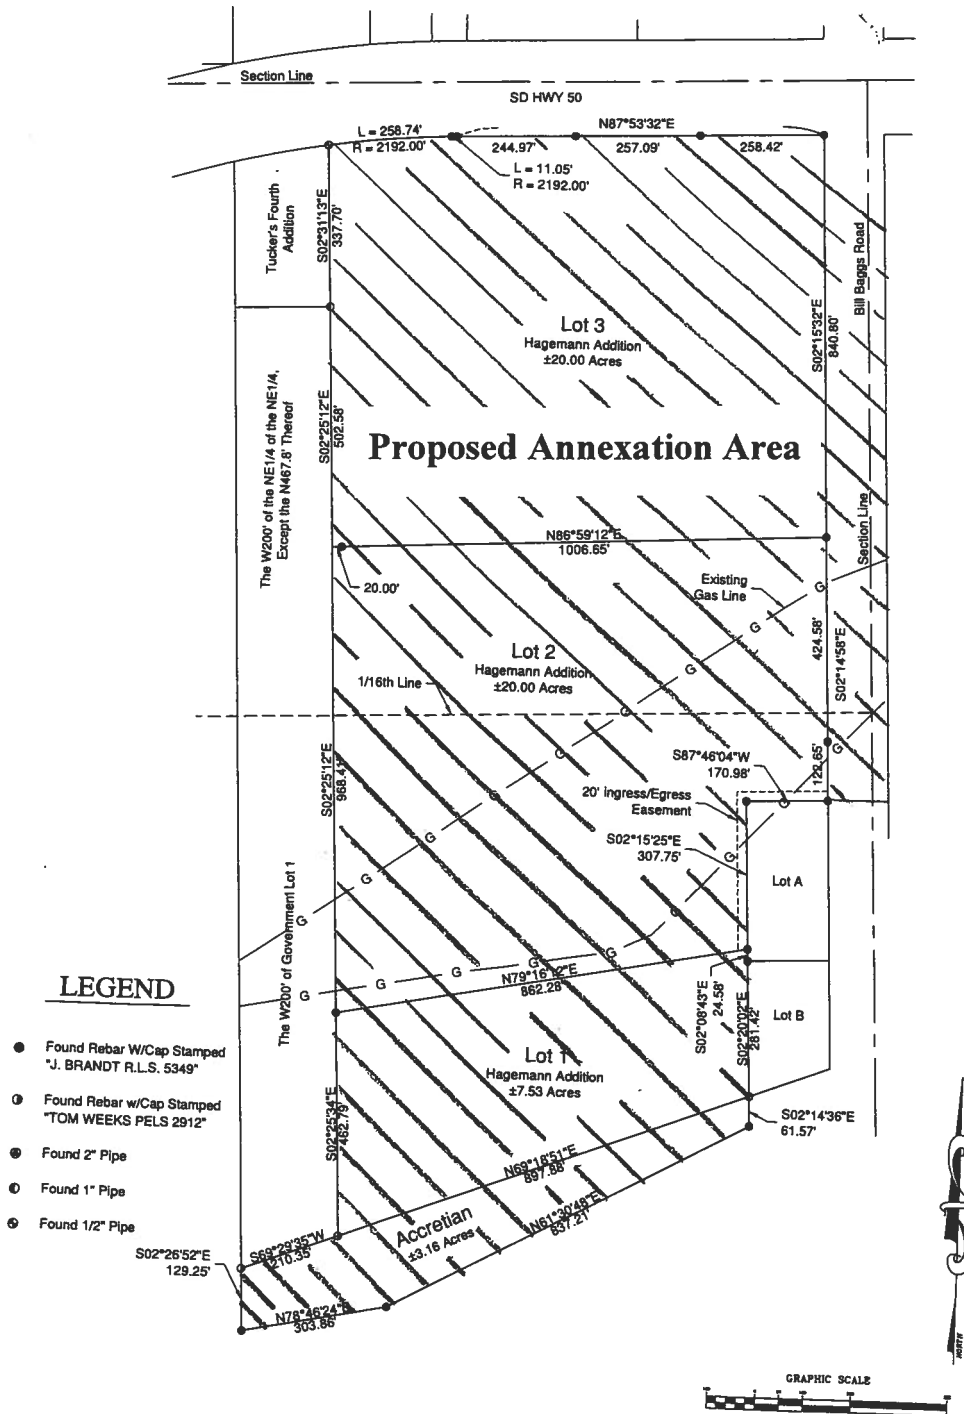 Section Line
SD HWY 50
L = 258.74'
R = 2192.00'
N87°53'32"E
244.97'
257.09'
258.42'
L = 11.05'
R = 2192.00'
Tucker's Fourth
Addition
S02°31'13"E
337.70'
Bill Baggs Road
S02°15'32"E
840.80'
Lot 3
Hagemann Addition
±20.00 Acres
The W200' of the NE1/4 of the NE1/4,
Except the N467.8' Thereof
S02°25'12"E
502.58'
Proposed Annexation Area
Section Line
N86°59'12"E
1006.65'
20.00'
Existing
Gas Line
G
G
G
G
G
G
G
G
G
424.58'
S02°14'58"E
Lot 2
Hagemann Addition
±20.00 Acres
1/16th Line
S02°25'12"E
968.41'
S87°46'04"W
170.98'
122.65'
G
20' Ingress/Egress
Easement
S02°15'25"E
307.75'
G
G
G
G
G
G
G
Lot A
The W200' of Government Lot 1
N79°16'12"E
862.28'
S02°08'43"E
24.58'
S02°20'02"E
281.42'
Lot B
LEGEND
Found Rebar W/Cap Stamped
"J. BRANDT R.L.S. 5349"
Found Rebar w/Cap Stamped
"TOM WEEKS PELS 2912"
Found 2" Pipe
Found 1" Pipe
Found 1/2" Pipe
Lot 1
Hagemann Addition
±7.53 Acres
S02°25'34"E
462.79'
S02°14'36"E
61.57'
N69°18'51"E
897.88'
N61°30'48"E
837.21'
Accretian
±3.16 Acres
S69°29'35"W
210.35'
S02°26'52"E
129.25'
N78°46'24"E
303.86'
NORTH
GRAPHIC SCALE